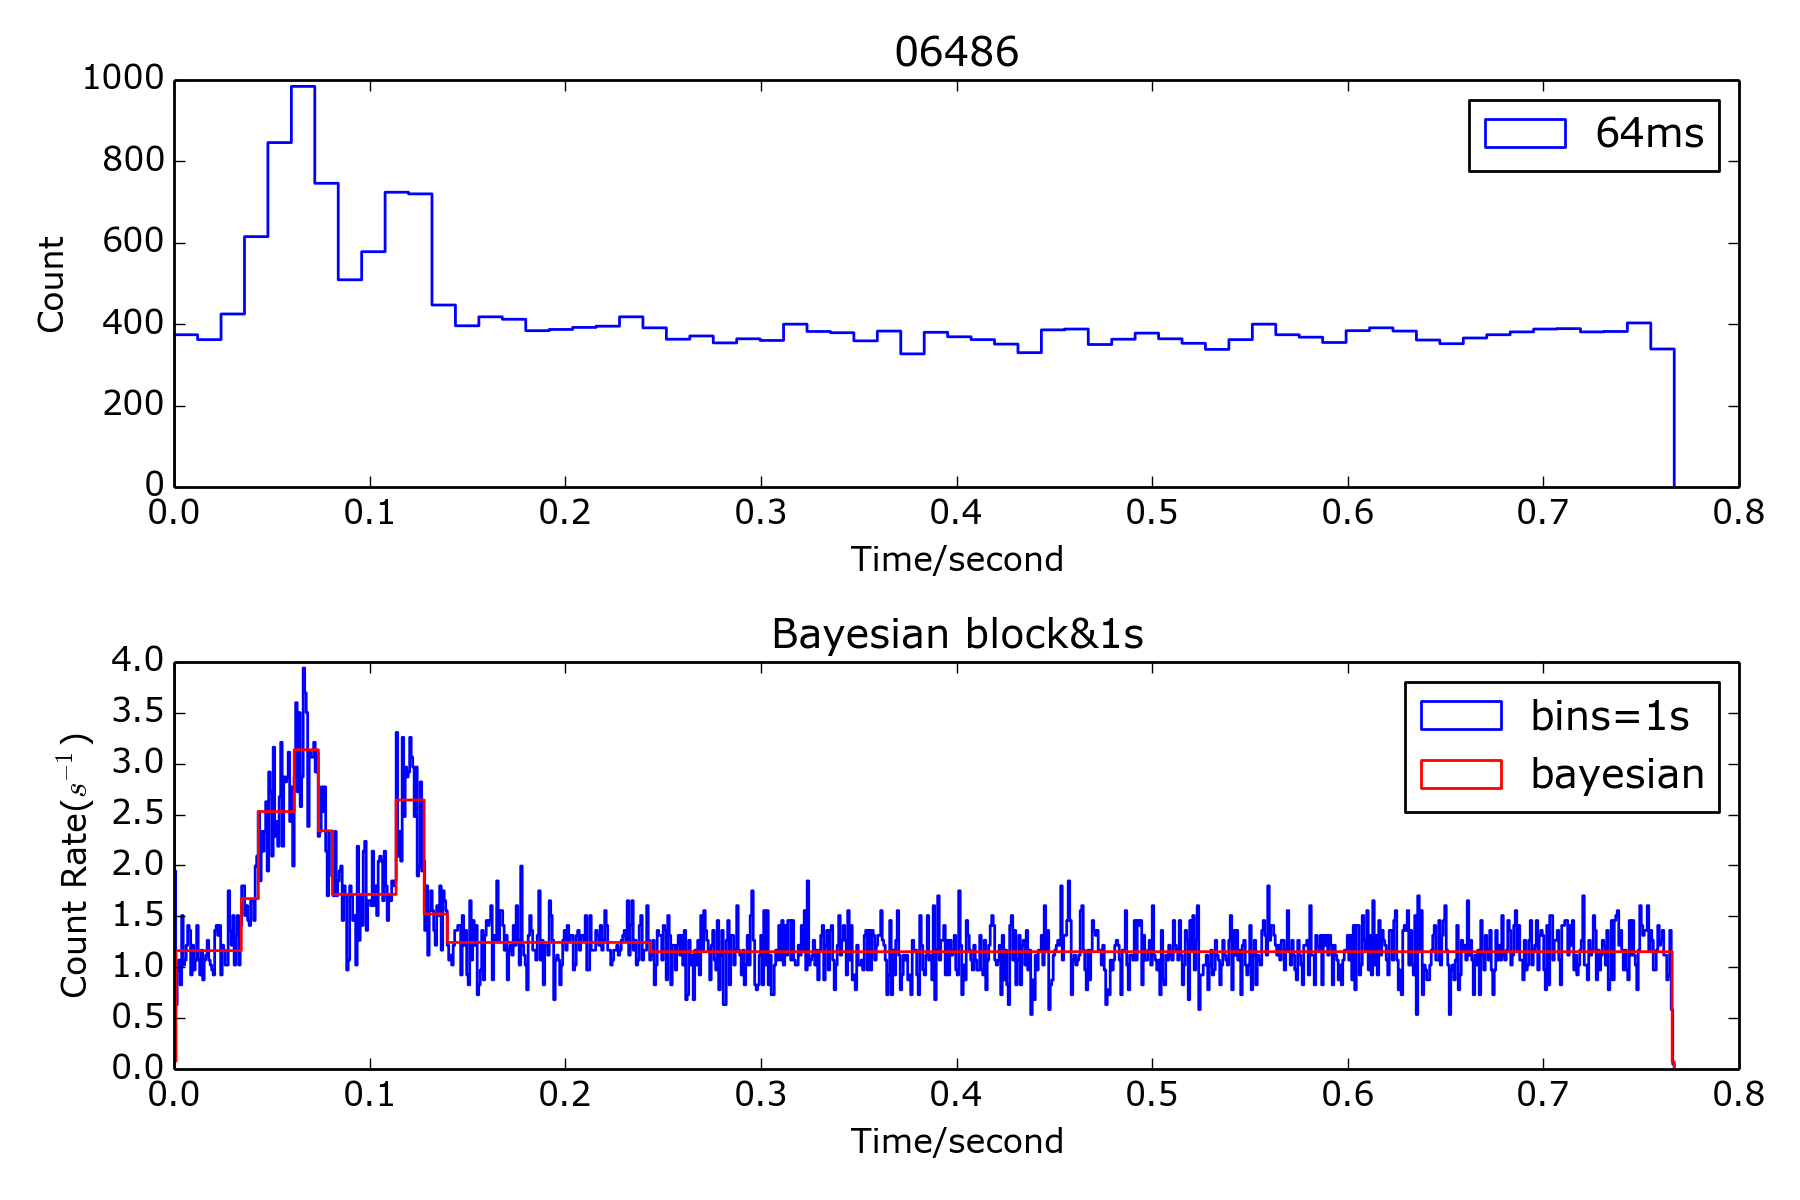 06486
1000
800
600
400
200
0
Count
64ms
0.0 0.1 0.2 0.3 0.4 0.5 0.6 0.7 0.8
Time/second
Bayesian block&1s
4.0
3.5
3.0
2.5
2.0
1.5
1.0
0.5
0.0
Count Rate(s⁻¹)
bins=1s
bayesian
0.0 0.1 0.2 0.3 0.4 0.5 0.6 0.7 0.8
Time/second